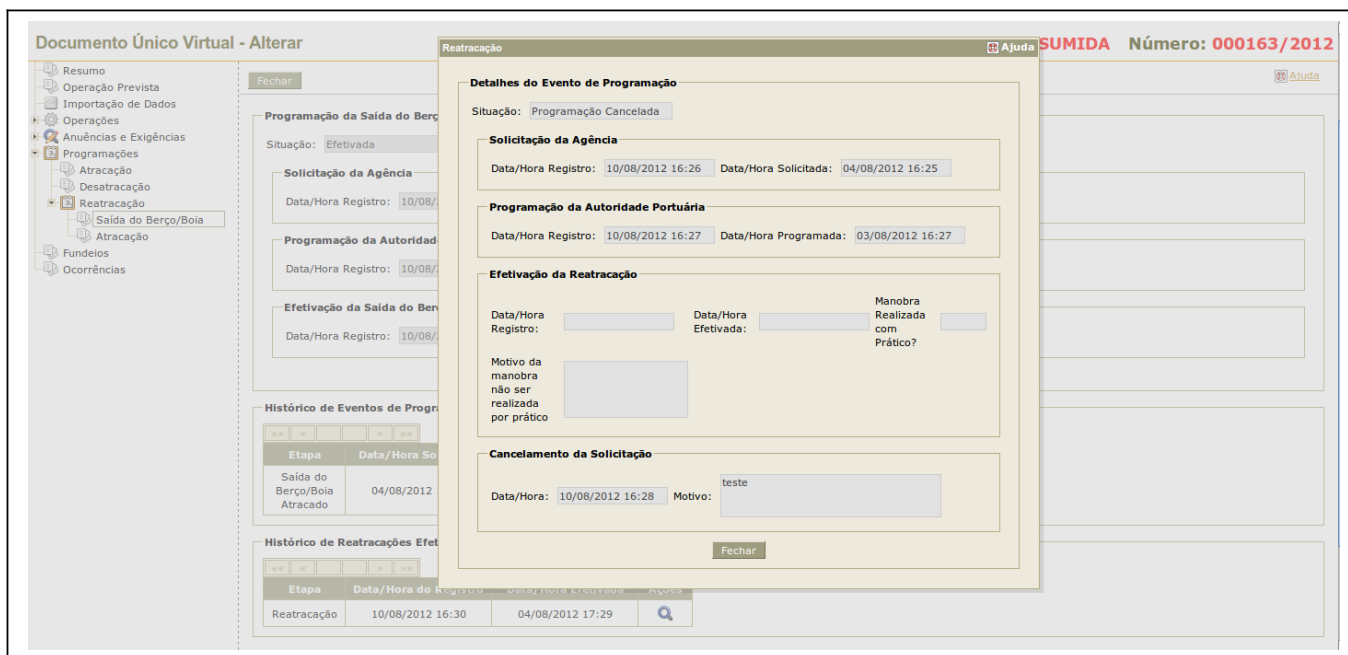 Documento Único Virtual - Alterar
SUMIDA Número: 000163/2012
Resumo
Operação Prevista
Importação de Dados
Operações
Anuências e Exigências
Programações
Atracação
Desatracação
Reatracação
Saída do Berço/Boia
Atracação
Fundeios
Ocorrências
Fechar
Ajuda
Programação da Saída do Berç
Situação: Efetivada
Solicitação da Agência
Data/Hora Registro: 10/08/
Programação da Autoridad
Data/Hora Registro: 10/08/
Efetivação da Saída do Ber
Data/Hora Registro: 10/08/
Histórico de Eventos de Progr
<< < > >>
Etapa Data/Hora So
Saída do
Berço/Boia
Atracado
04/08/2012
Histórico de Reatracações Efet
<< < > >>
Etapa Data/Hora do Registro Data/Hora Efetivada Ações
Reatracação 10/08/2012 16:30 04/08/2012 17:29
Reatracação
Ajuda
Detalhes do Evento de Programação
Situação: Programação Cancelada
Solicitação da Agência
Data/Hora Registro: 10/08/2012 16:26 Data/Hora Solicitada: 04/08/2012 16:25
Programação da Autoridade Portuária
Data/Hora Registro: 10/08/2012 16:27 Data/Hora Programada: 03/08/2012 16:27
Efetivação da Reatracação
Data/Hora
Registro:
Data/Hora
Efetivada:
Manobra
Realizada
com
Prático?
Motivo da
manobra
não ser
realizada
por prático
Cancelamento da Solicitação
Data/Hora: 10/08/2012 16:28 Motivo: teste
Fechar